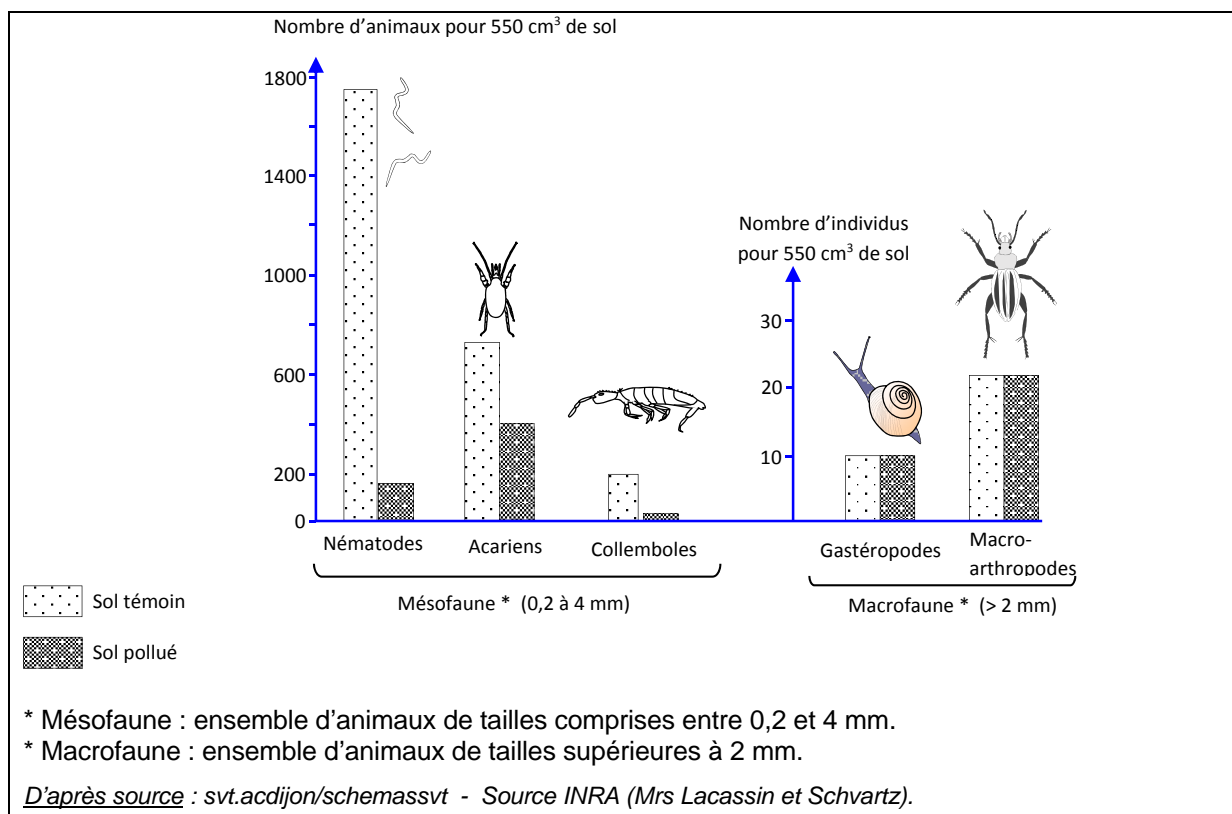 Nombre d’animaux pour 550 cm³ de sol
1800
1400
1000
600
200
0
Nombre d’individus
pour 550 cm³ de sol
30
20
10
Nématodes
Acariens
Collemboles
Gastéropodes
Macro-
arthropodes
Mésofaune * (0,2 à 4 mm)
Macrofaune * (> 2 mm)
Sol témoin
Sol pollué
* Mésofaune : ensemble d’animaux de tailles comprises entre 0,2 et 4 mm.
* Macrofaune : ensemble d’animaux de tailles supérieures à 2 mm.
D’après source : svt.acdijon/schemassvt - Source INRA (Mrs Lacassin et Schvartz).